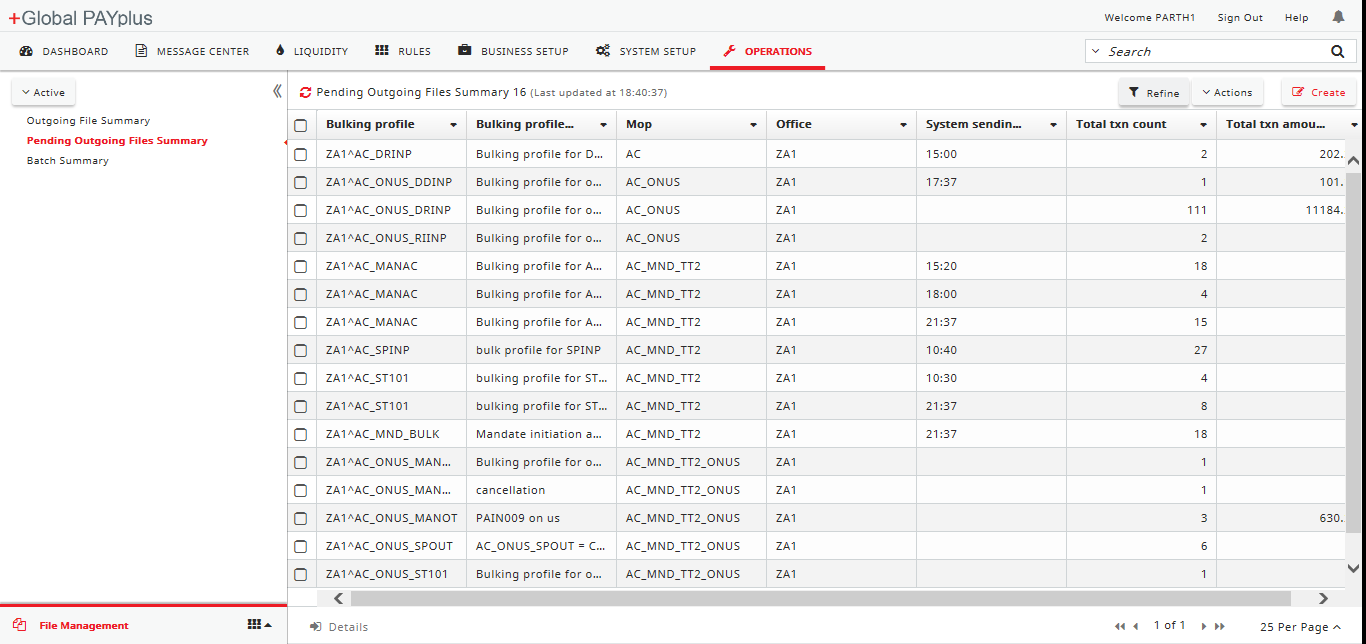 +Global PAYplus
Welcome PARTH1 Sign Out Help
DASHBOARD MESSAGE CENTER LIQUIDITY RULES BUSINESS SETUP SYSTEM SETUP OPERATIONS Search
Active
Outgoing File Summary
Pending Outgoing Files Summary
Batch Summary
Pending Outgoing Files Summary 16 (Last updated at 18:40:37) Refine Actions Create
Bulking profile Bulking profile... Mop Office System sendin... Total txn count Total txn amou...
ZA1^AC_DRINP Bulking profile for D... AC ZA1 15:00 2 202.
ZA1^AC_ONUS_DDINP Bulking profile for o... AC_ONUS ZA1 17:37 1 101.
ZA1^AC_ONUS_DRINP Bulking profile for o... AC_ONUS ZA1 111 11184.
ZA1^AC_ONUS_RIINP Bulking profile for o... AC_ONUS ZA1 2
ZA1^AC_MANAC Bulking profile for A... AC_MND_TT2 ZA1 15:20 18
ZA1^AC_MANAC Bulking profile for A... AC_MND_TT2 ZA1 18:00 4
ZA1^AC_MANAC Bulking profile for A... AC_MND_TT2 ZA1 21:37 15
ZA1^AC_SPINP bulk profile for SPINP AC_MND_TT2 ZA1 10:40 27
ZA1^AC_ST101 bulking profile for ST... AC_MND_TT2 ZA1 10:30 4
ZA1^AC_ST101 bulking profile for ST... AC_MND_TT2 ZA1 21:37 8
ZA1^AC_MND_BULK Mandate initiation a... AC_MND_TT2 ZA1 21:37 18
ZA1^AC_ONUS_MAN... Bulking profile for o... AC_MND_TT2_ONUS ZA1 1
ZA1^AC_ONUS_MAN... cancellation AC_MND_TT2_ONUS ZA1 1
ZA1^AC_ONUS_MANOT PAIN009 on us AC_MND_TT2_ONUS ZA1 3 630.
ZA1^AC_ONUS_SPOUT AC_ONUS_SPOUT = C... AC_MND_TT2_ONUS ZA1 6
ZA1^AC_ONUS_ST101 Bulking profile for o... AC_MND_TT2_ONUS ZA1 1
File Management
Details 1 of 1 25 Per Page